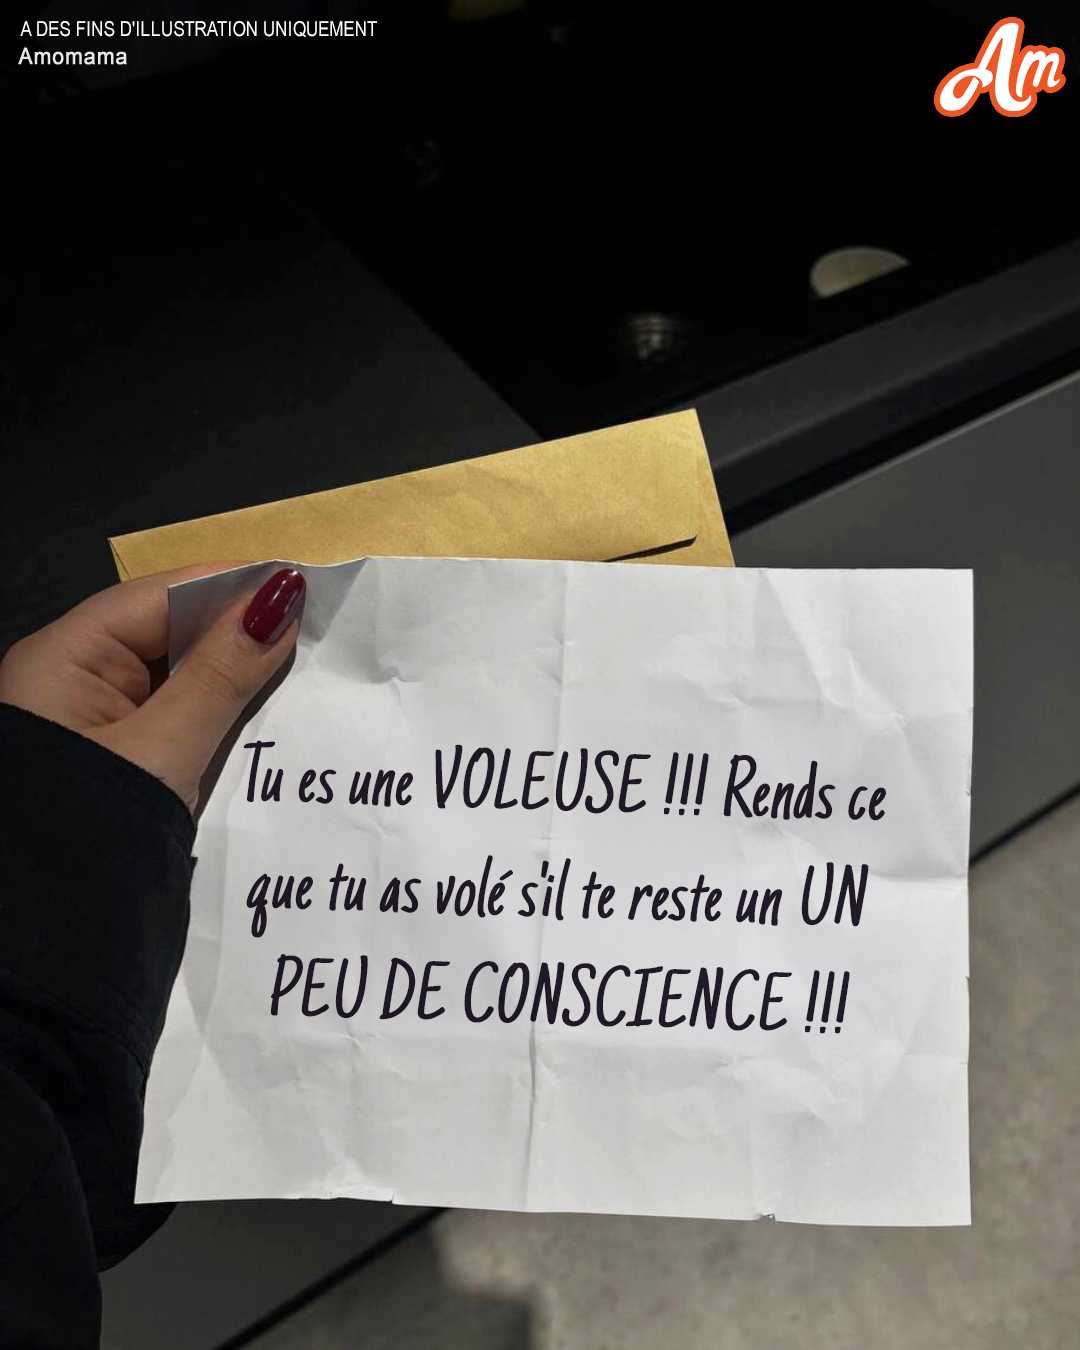 A DES FINS D'ILLUSTRATION UNIQUEMENT
Amomama
Am
Tu es une VOLEUSE !!! Rends ce
que tu as volé s'il te reste un UN
PEU DE CONSCIENCE !!!